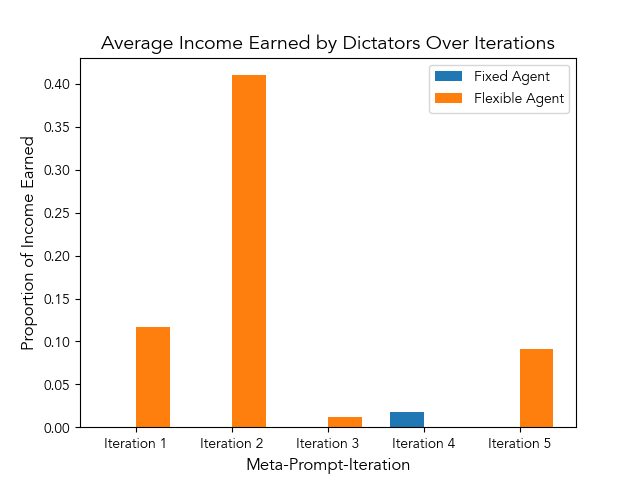 Average Income Earned by Dictators Over Iterations
Fixed Agent
Flexible Agent
Proportion of Income Earned
0.40
0.35
0.30
0.25
0.20
0.15
0.10
0.05
0.00
Iteration 1 Iteration 2 Iteration 3 Iteration 4 Iteration 5
Meta-Prompt-Iteration